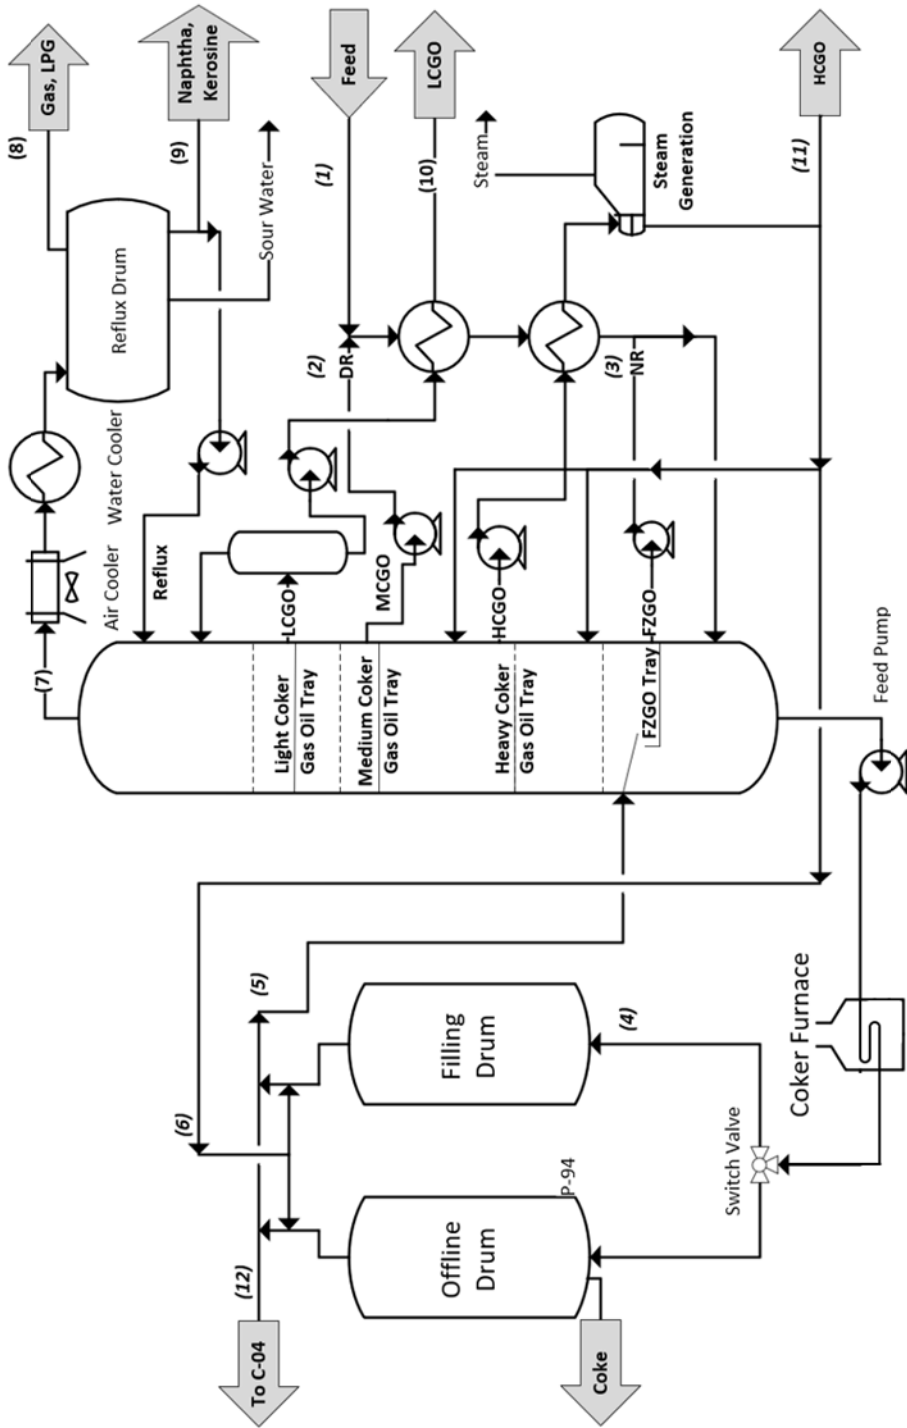 To C-04
(12)
Coke
Offline
Drum
P-94
Switch Valve
(6)
Filling
Drum
(4)
(5)
Coker Furnace
Feed Pump
(7)
Air Cooler
Water Cooler
Reflux
Light Coker
Gas Oil Tray
LCGO
Medium Coker
Gas Oil Tray
MCGO
Heavy Coker
Gas Oil Tray
HCGO
FZGO Tray
FZGO
Reflux Drum
(8)
Gas, LPG
(9)
Naphtha,
Kerosine
Sour Water
Feed
(1)
(2)
DR
(10)
LCGO
Steam
Steam
Generation
(3)
NR
(11)
HCGO